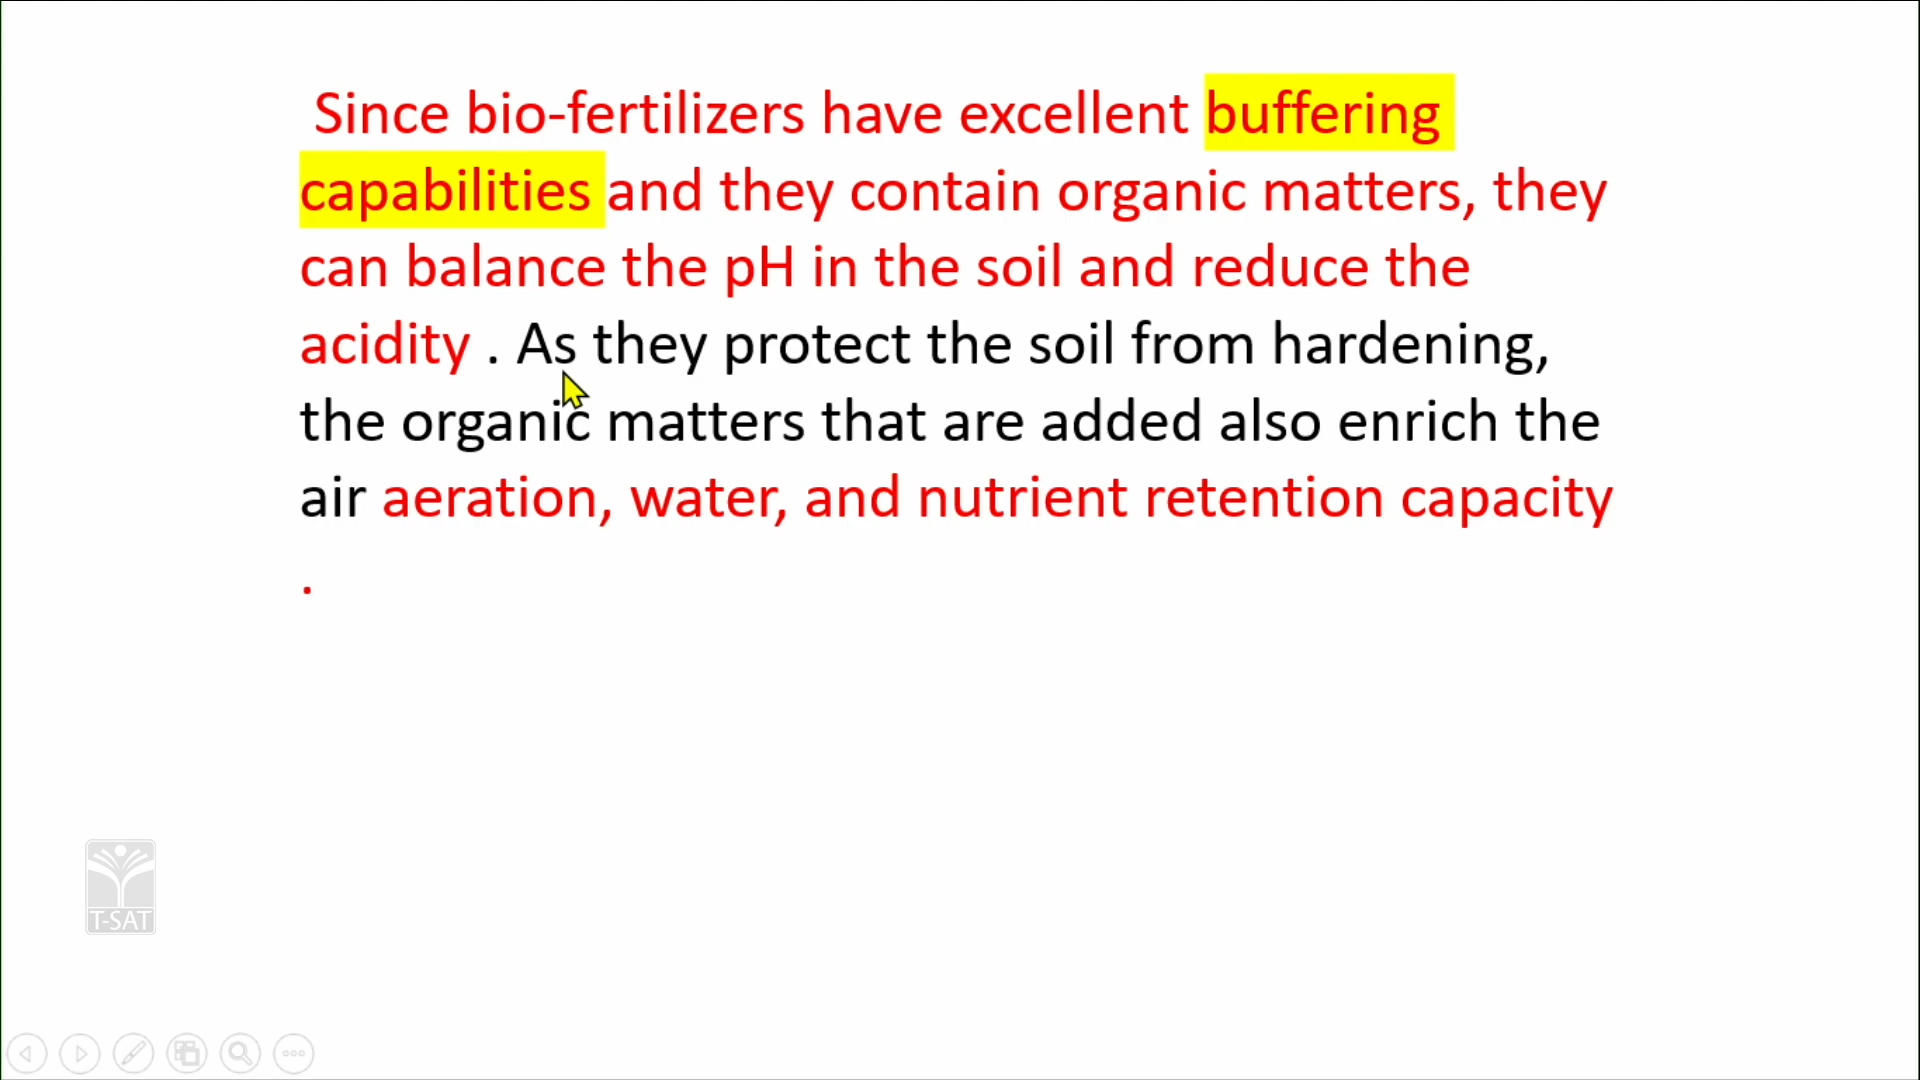 Since bio-fertilizers have excellent buffering
capabilities and they contain organic matters, they
can balance the pH in the soil and reduce the
acidity . As they protect the soil from hardening,
the organic matters that are added also enrich the
air aeration, water, and nutrient retention capacity
.
T-SAT